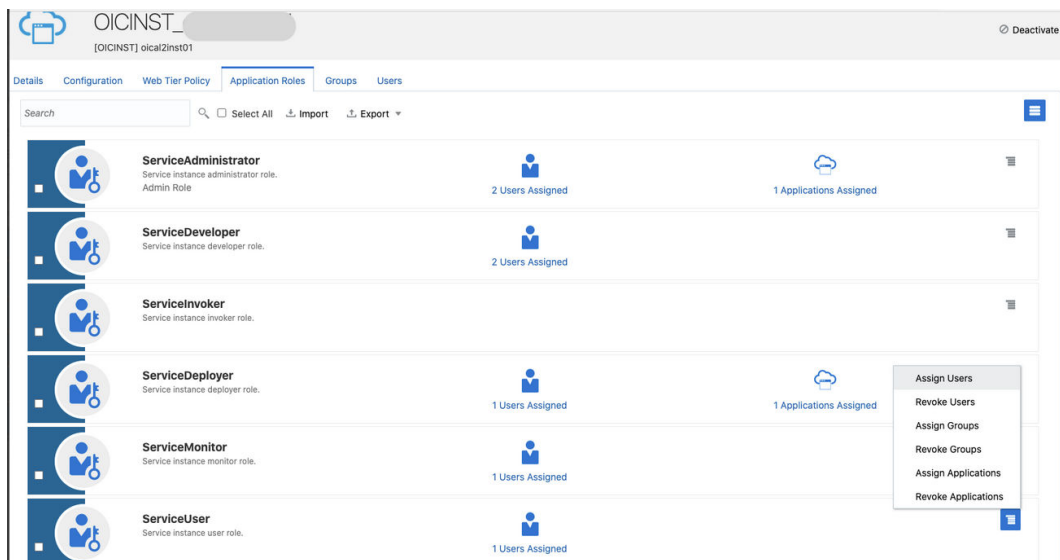 OICINST_
[OICINST] oical2inst01
Deactivate
Details Configuration Web Tier Policy Application Roles Groups Users
Search Select All Import Export
ServiceAdministrator
Service instance administrator role.
Admin Role
2 Users Assigned 1 Applications Assigned
ServiceDeveloper
Service instance developer role.
2 Users Assigned
ServiceInvoker
Service instance invoker role.
ServiceDeployer
Service instance deployer role.
1 Users Assigned 1 Applications Assigned
Assign Users
Revoke Users
Assign Groups
Revoke Groups
Assign Applications
Revoke Applications
ServiceMonitor
Service instance monitor role.
1 Users Assigned
ServiceUser
Service instance user role.
1 Users Assigned